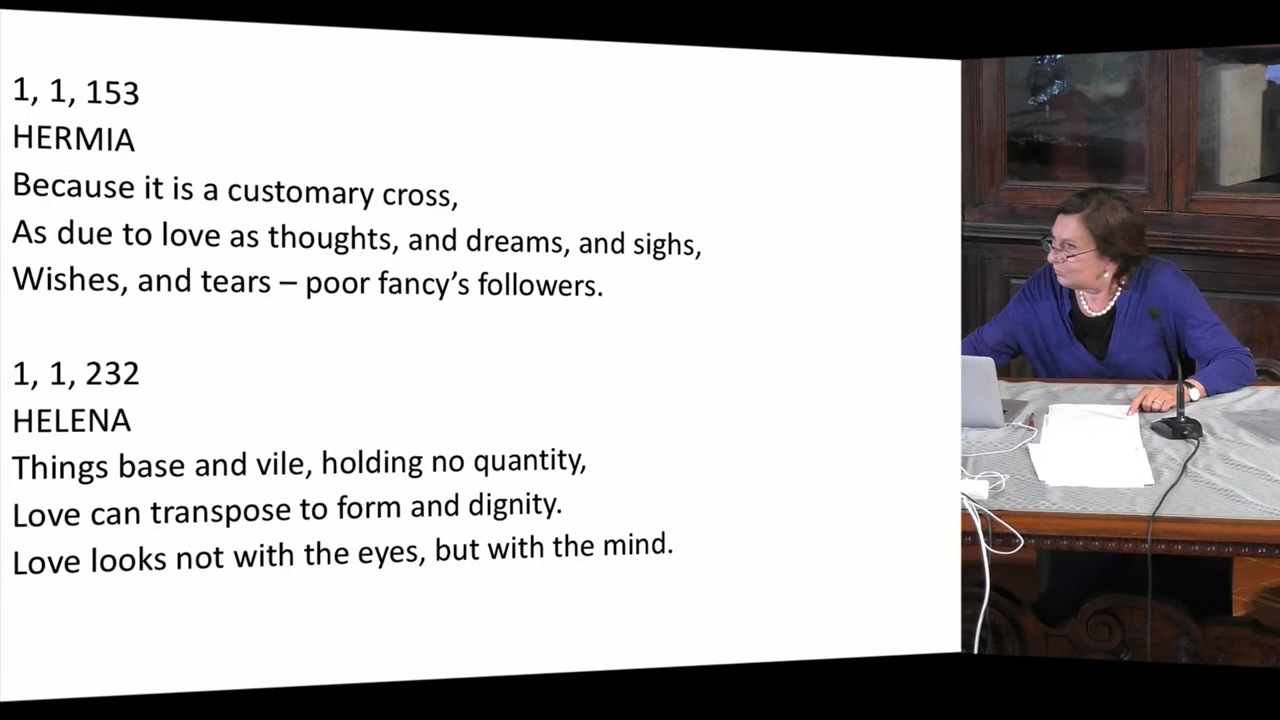 1, 1, 153
HERMIA
Because it is a customary cross,
As due to love as thoughts, and dreams, and sighs,
Wishes, and tears – poor fancy’s followers.
1, 1, 232
HELENA
Things base and vile, holding no quantity,
Love can transpose to form and dignity.
Love looks not with the eyes, but with the mind.